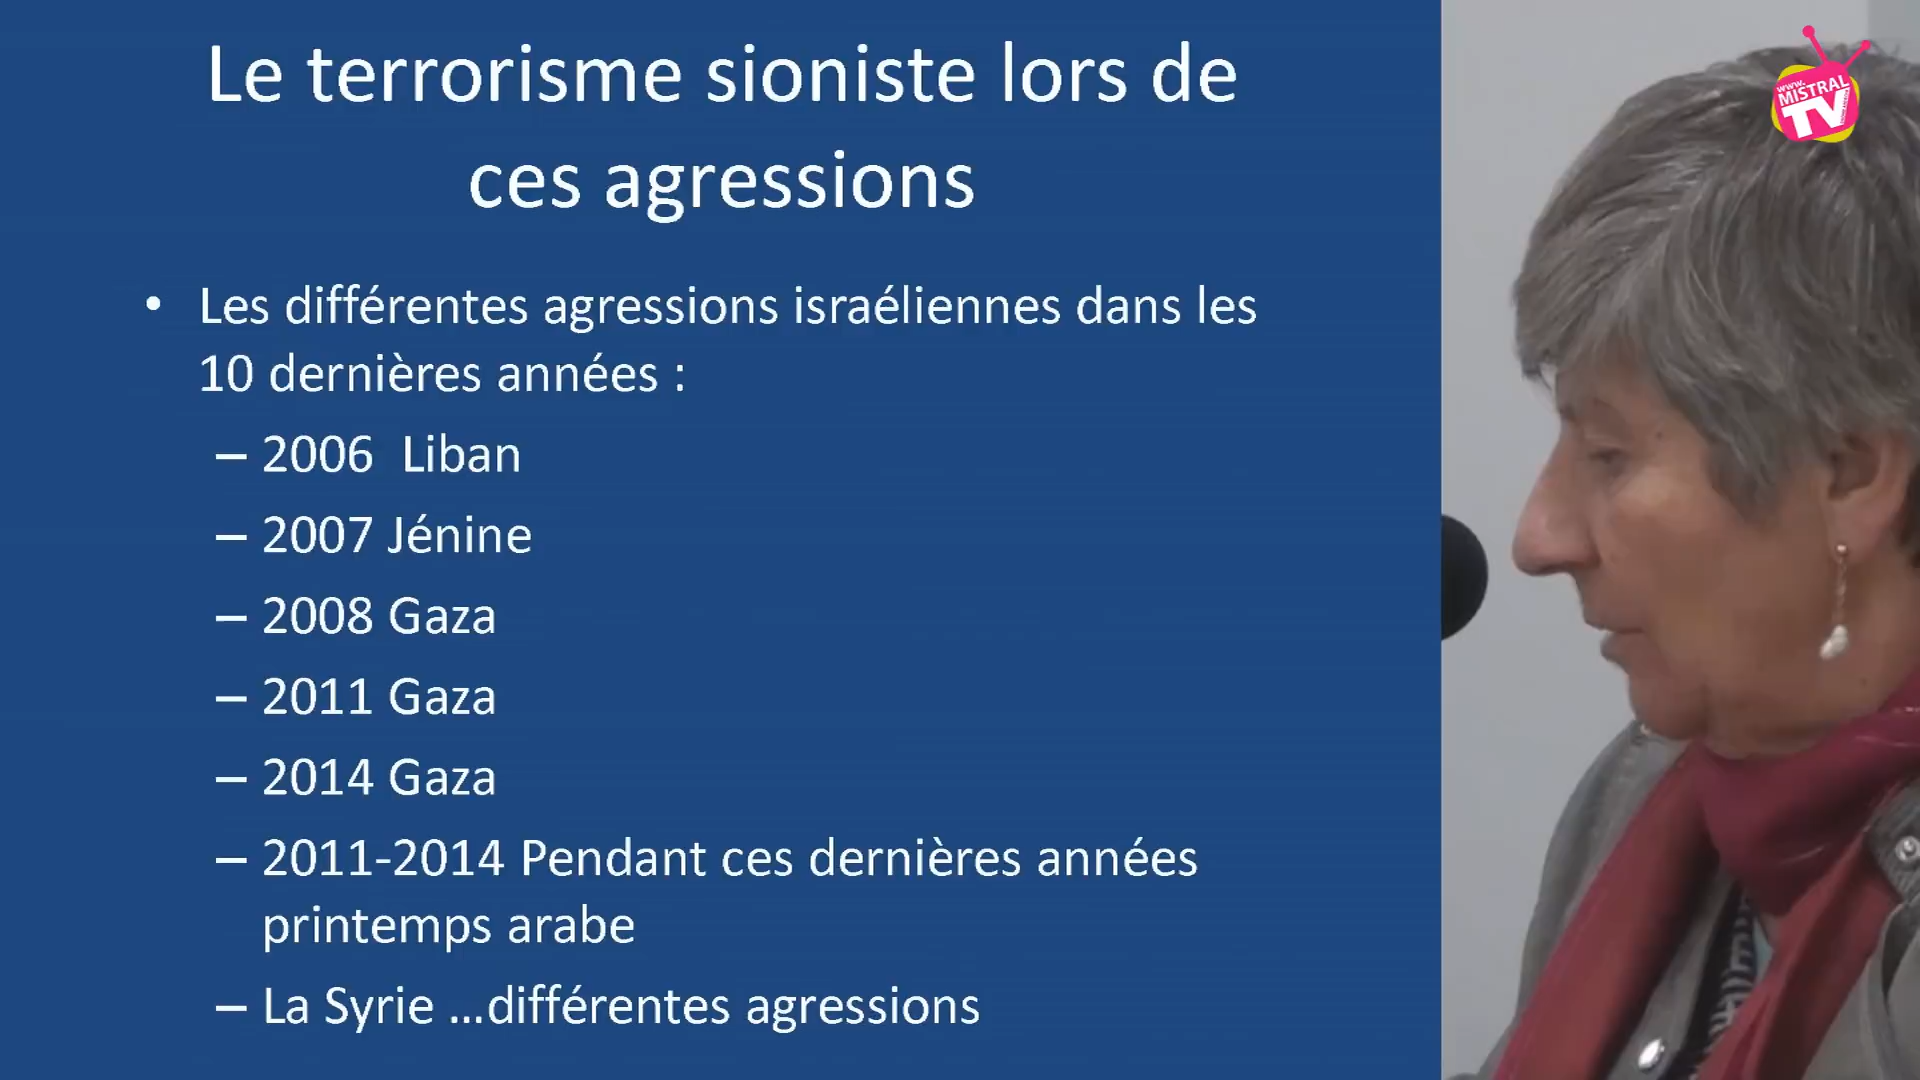 Le terrorisme sioniste lors de
ces agressions
• Les différentes agressions israéliennes dans les
10 dernières années :
– 2006  Liban
– 2007 Jénine
– 2008 Gaza
– 2011 Gaza
– 2014 Gaza
– 2011-2014 Pendant ces dernières années
printemps arabe
– La Syrie ...différentes agressions
www.
MISTRAL
TV